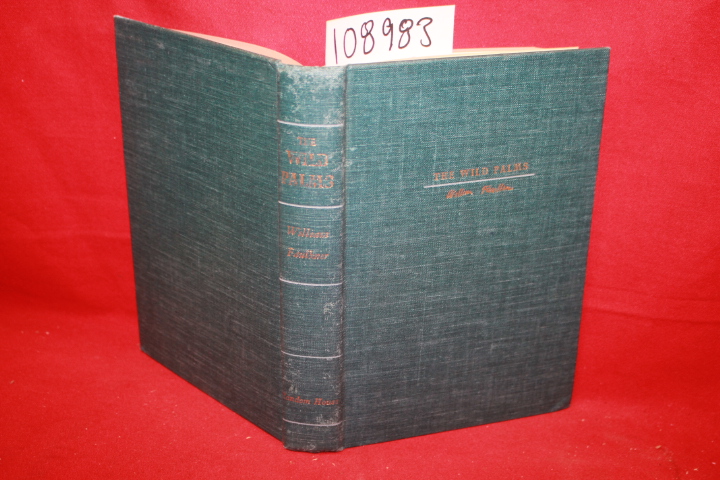 108983
THE
WILD
PALMS
William
Faulkner
Random House
THE WILD PALMS
William Faulkner